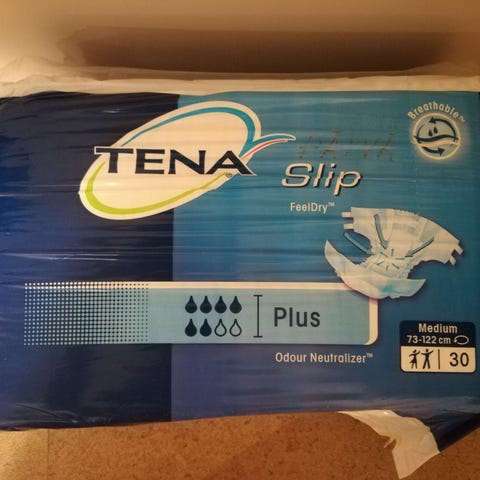 Breathable™
TENA®
Slip
FeelDry™
Plus
Odour Neutralizer™
Medium
73-122 cm
30